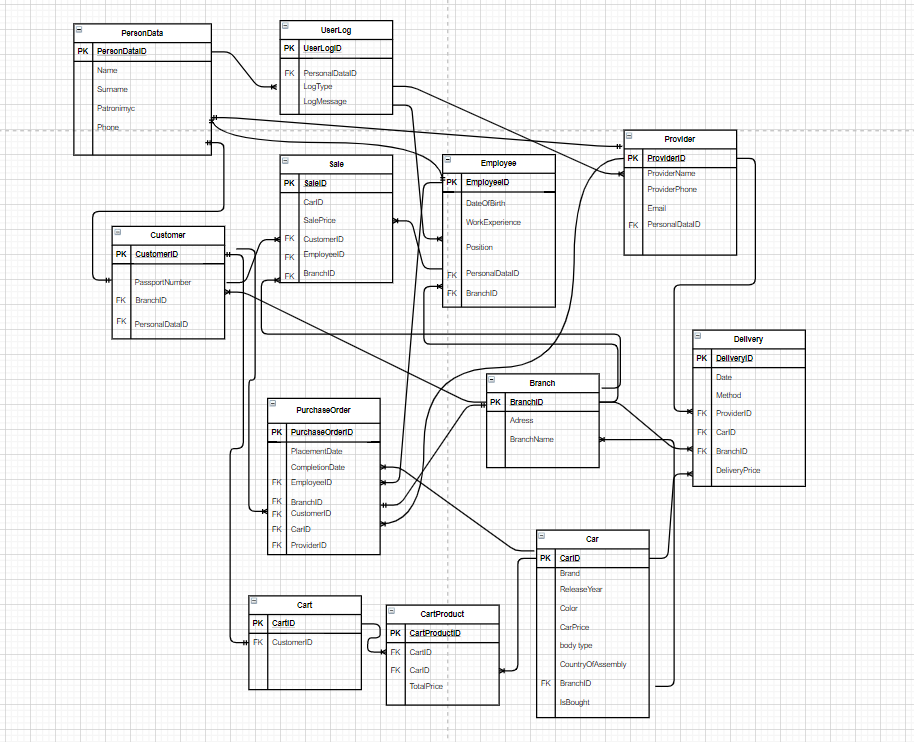 PersonData
PK PersonDataID
Name
Surname
Patronimyc
Phone
UserLog
PK UserLogID
FK PersonalDataID
LogType
LogMessage
Provider
PK ProviderID
ProviderName
ProviderPhone
Email
FK PersonalDataID
Sale
PK SaleID
CarID
SalePrice
FK CustomerID
FK EmployeeID
FK BranchID
Employee
PK EmployeeID
DateOfBirth
WorkExperience
Position
FK PersonalDataID
FK BranchID
Customer
PK CustomerID
PassportNumber
FK BranchID
FK PersonalDataID
Delivery
PK DeliveryID
Date
Method
FK ProviderID
FK CarID
FK BranchID
DeliveryPrice
Branch
PK BranchID
Adress
BranchName
PurchaseOrder
PK PurchaseOrderID
PlacementDate
CompletionDate
FK EmployeeID
FK BranchID
FK CustomerID
FK CarID
FK ProviderID
Car
PK CarID
Brand
ReleaseYear
Color
CarPrice
body type
CountryOfAssembly
FK BranchID
IsBought
Cart
PK CartID
FK CustomerID
CartProduct
PK CartProductID
FK CartID
FK CarID
TotalPrice